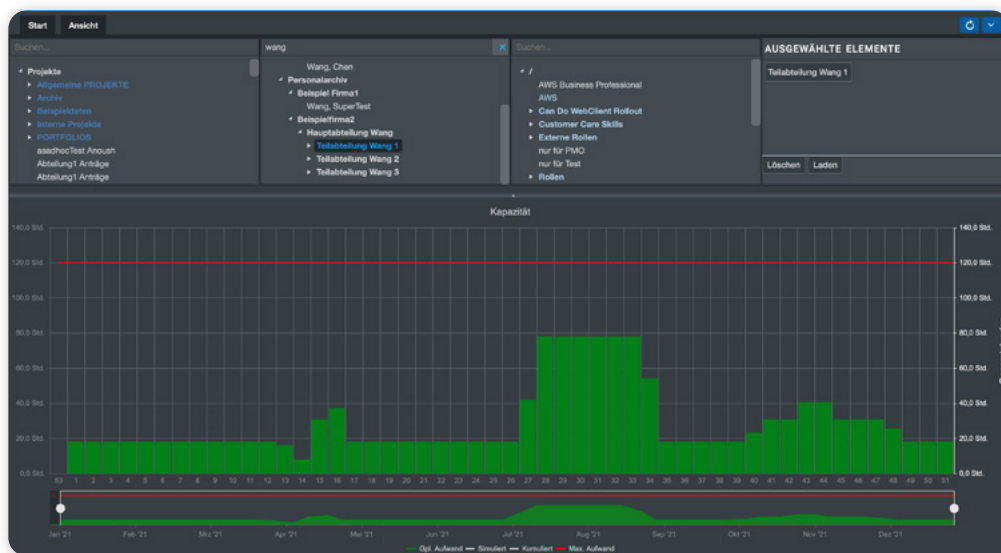 Start Ansicht
Suchen...
Projekte
Allgemeine PROJEKTE
Archiv
Beispieldaten
Interne Projekte
PORTFOLIOS
aaadhocTest Anoush
Abteilung1 Anträge
Abteilung1 Anträge
wang
Wang, Chen
Personalarchiv
Beispiel Firma1
Wang, SuperTest
Beispielfirma2
Hauptabteilung Wang
Teilabteilung Wang 1
Teilabteilung Wang 2
Teilabteilung Wang 3
Suchen...
/
AWS Business Professional
AWS
Can Do WebClient Rollout
Customer Care Skills
Externe Rollen
nur für PMO
nur für Test
Rollen
AUSGEWÄHLTE ELEMENTE
Teilabteilung Wang 1
Löschen Laden
Kapazität
140,0 Std. 140,0 Std.
120,0 Std. 120,0 Std.
100,0 Std. 100,0 Std.
80,0 Std. 80,0 Std.
60,0 Std. 60,0 Std.
40,0 Std. 40,0 Std.
20,0 Std. 20,0 Std.
0,0 Std. 0,0 Std.
53 1 2 3 4 5 6 7 8 9 10 11 12 13 14 15 16 17 18 19 20 21 22 23 24 25 26 27 28 29 30 31 32 33 34 35 36 37 38 39 40 41 42 43 44 45 46 47 48 49 50 51
Jan '21 Feb '21 Mrz '21 Apr '21 Mai '21 Jun '21 Jul '21 Aug '21 Sep '21 Okt '21 Nov '21 Dez '21
Gpl. Aufwand Simuliert Kumuliert Max. Aufwand